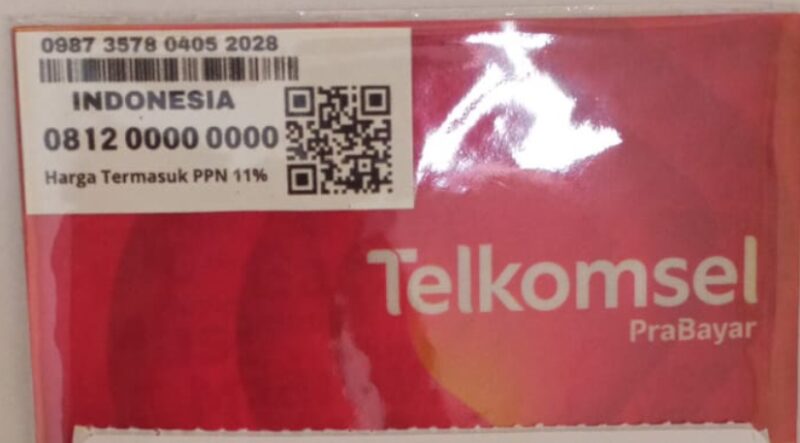 0987 3578 0405 2028
INDONESIA
0812 0000 0000
Harga Termasuk PPN 11%
Telkomsel
PraBayar